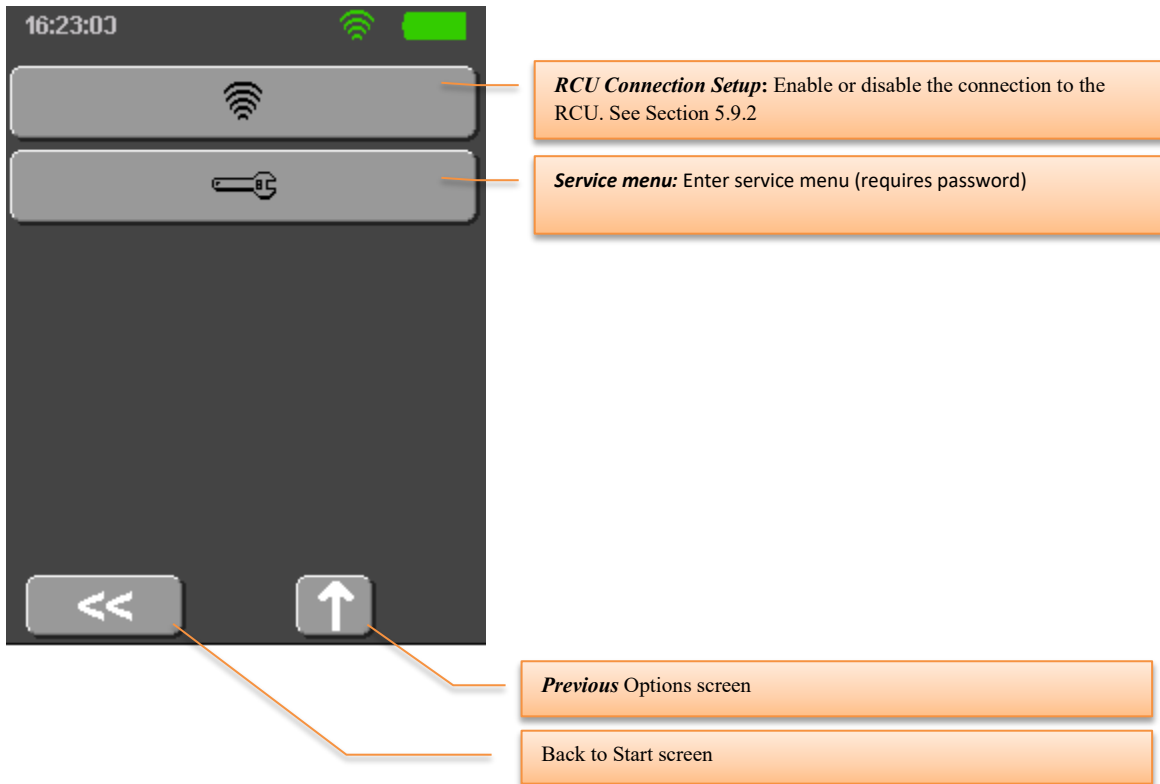 16:23:03
RCU Connection Setup: Enable or disable the connection to the
RCU. See Section 5.9.2
Service menu: Enter service menu (requires password)
<<
Previous Options screen
Back to Start screen